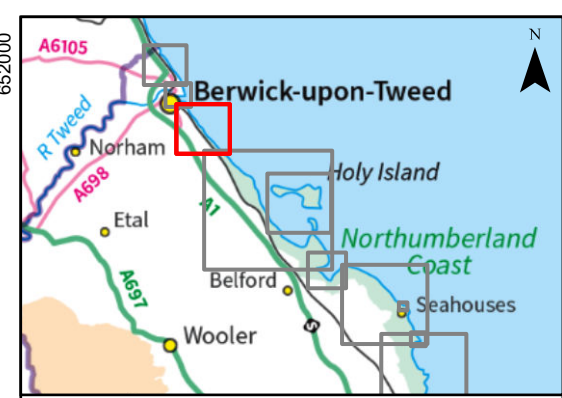 652000
A6105
N
Berwick-upon-Tweed
R Tweed
Norham
A698
Holy Island
A1
Etal
Northumberland
Coast
A697
Belford
Seahouses
S
Wooler